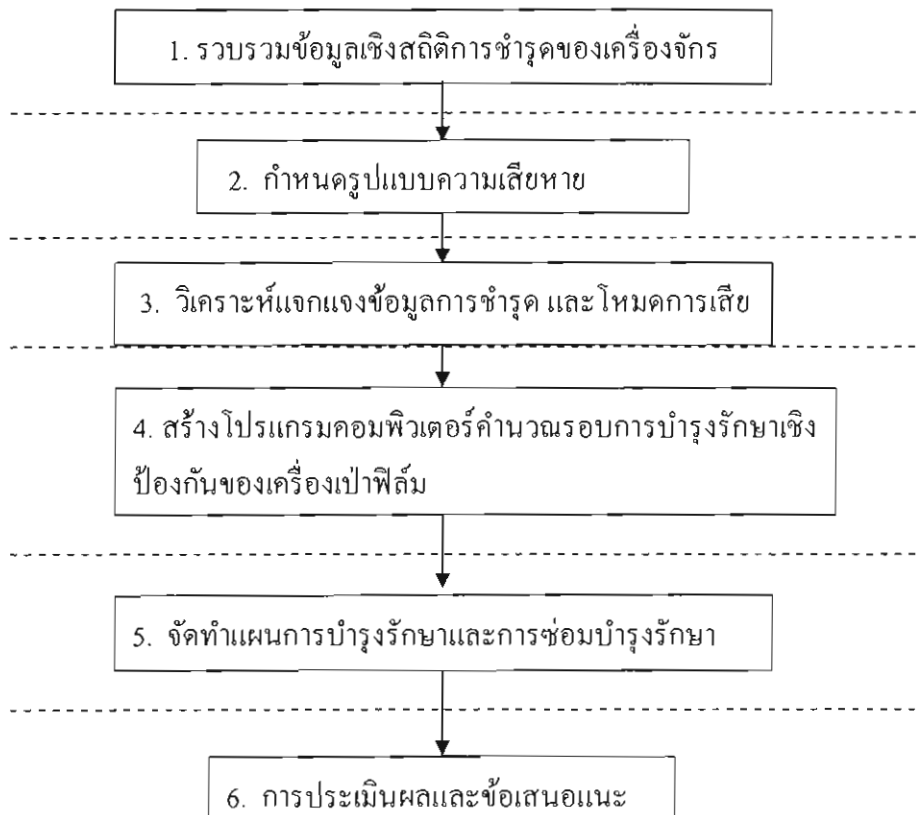 1. รวบรวมข้อมูลเชิงสถิติการชำรุดของเครื่องจักร
2. กำหนดรูปแบบความเสียหาย
3. วิเคราะห์แจกแจงข้อมูลการชำรุด และโหมดการเสีย
4. สร้างโปรแกรมคอมพิวเตอร์คำนวณรอบการบำรุงรักษาเชิง
ป้องกันของเครื่องเป่าฟิล์ม
5. จัดทำแผนการบำรุงรักษาและการซ่อมบำรุงรักษา
6. การประเมินผลและข้อเสนอแนะ